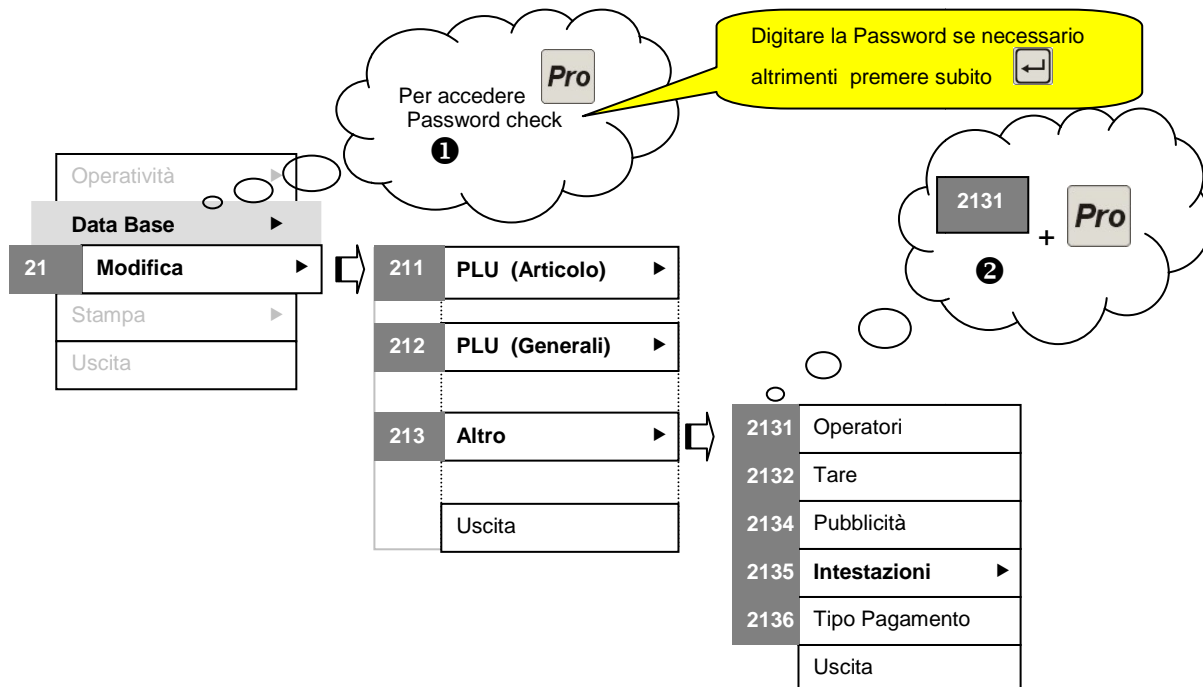 Digitare la Password se necessario
altrimenti premere subito
Pro
Per accedere
Password check
❶
2131
+
Pro
❷
Operatività
Data Base
21 Modifica
Stampa
Uscita
211 PLU (Articolo)
212 PLU (Generali)
213 Altro
Uscita
2131 Operatori
2132 Tare
2134 Pubblicità
2135 Intestazioni
2136 Tipo Pagamento
Uscita